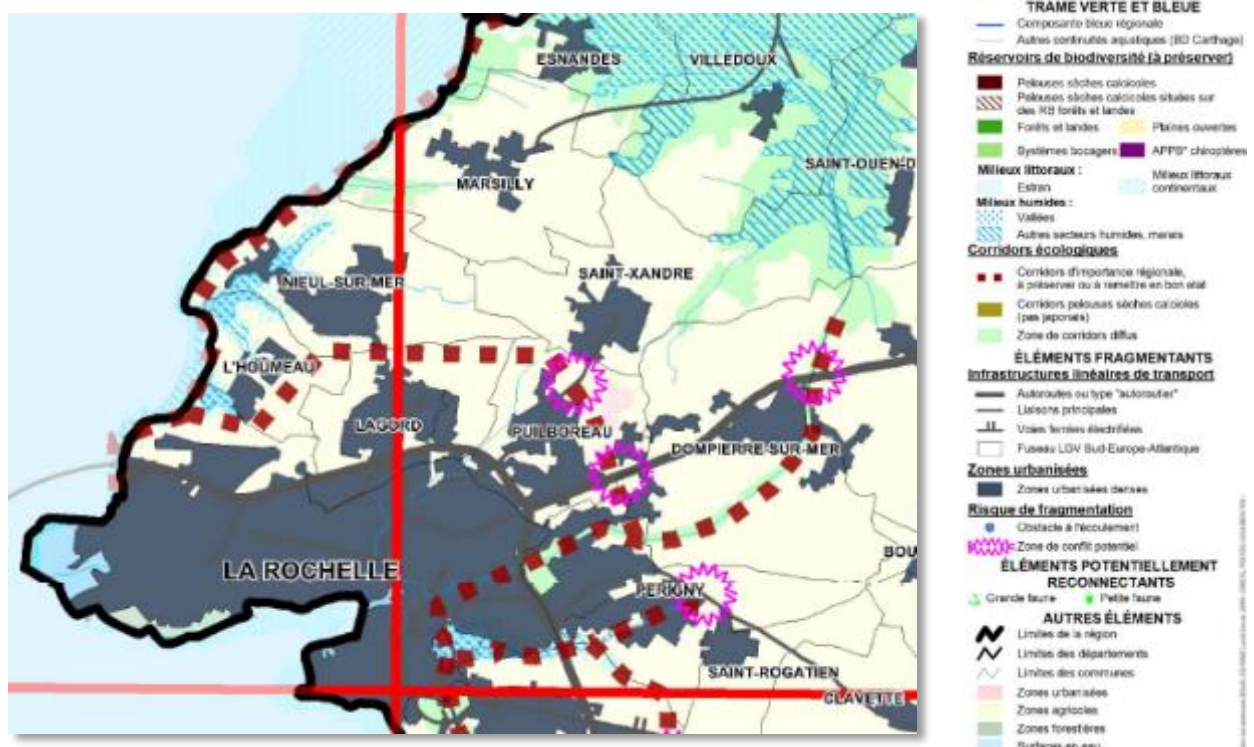 ESNANDES
VILLEDOUX
MARSILLY
SAINT-OUEN-D
NIEUL-SUR-MER
SAINT-XANDRE
L'HOUMEAU
LAGORD
PUILBOREAU
DOMPIERRE-SUR-MER
LA ROCHELLE
BOU
PERIGNY
SAINT-ROGATIEN
CLAVETTE
TRAME VERTE ET BLEUE
Composante bleue régionale
Autres continuités aquatiques (BD Carthage)
Réservoirs de biodiversité (à préserver)
Pelouses sèches calcicoles
Pelouses sèches calcicoles situées sur
des RB forêts et landes
Forêts et landes
Plaines ouvertes
Systèmes bocagers
APPB* chiroptères
Milieux littoraux :
Estran
Milieux littoraux
continentaux
Milieux humides :
Vallées
Autres secteurs humides, marais
Corridors écologiques
Corridors d'importance régionale,
à préserver ou à remettre en bon état
Corridors pelouses sèches calcicoles
(pas japonais)
Zone de corridors diffus
ÉLÉMENTS FRAGMENTANTS
Infrastructures linéaires de transport
Autoroutes ou type "autoroutier"
Liaisons principales
Voies ferrées électrifiées
Fuseau LGV Sud-Europe-Atlantique
Zones urbanisées
Zones urbanisées denses
Risque de fragmentation
Obstacle à l'écoulement
Zone de conflit potentiel
ÉLÉMENTS POTENTIELLEMENT
RECONNECTANTS
Grande faune
Petite faune
AUTRES ÉLÉMENTS
Limites de la région
Limites des départements
Limites des communes
Zones urbanisées
Zones agricoles
Zones forestières
Surfaces en eau